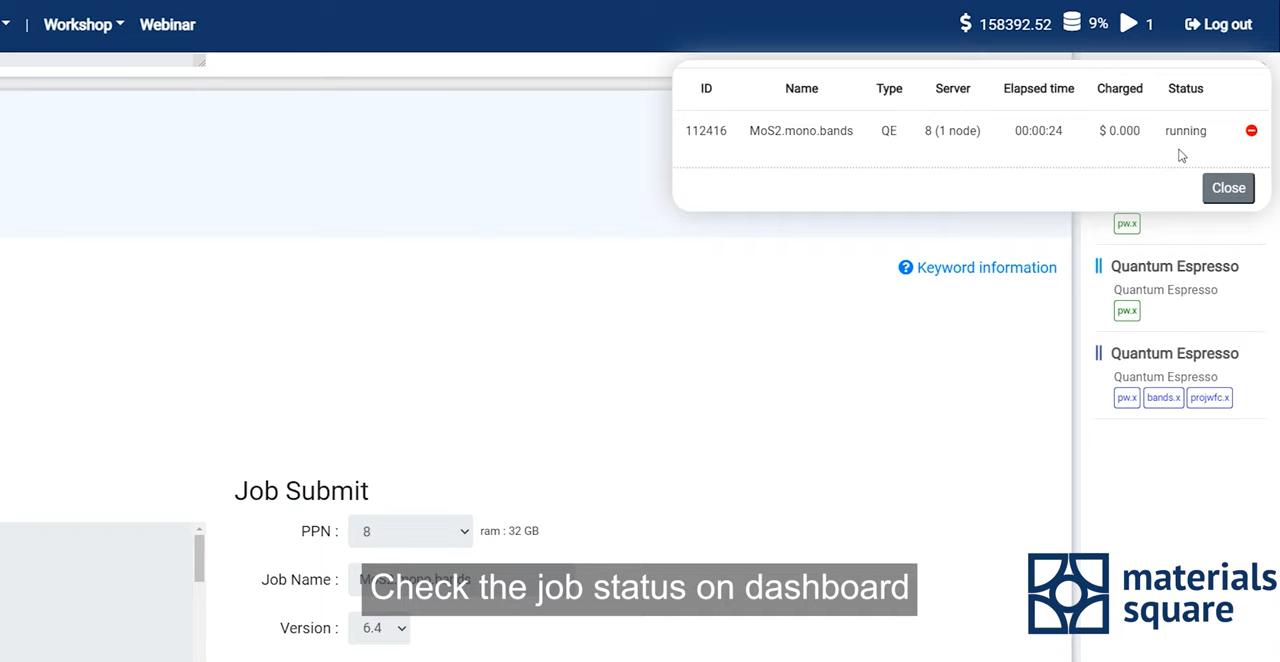 Workshop
Webinar
$ 158392.52 9% 1 Log out
ID Name Type Server Elapsed time Charged Status
112416 MoS2.mono.bands QE 8 (1 node) 00:00:24 $ 0.000 running
Close
pw.x
Keyword information
Quantum Espresso
Quantum Espresso
pw.x
Quantum Espresso
Quantum Espresso
pw.x bands.x projwfc.x
Job Submit
PPN : 8 ram : 32 GB
Job Name : MoS2.mono.bands
Check the job status on dashboard
Version : 6.4
materials
square